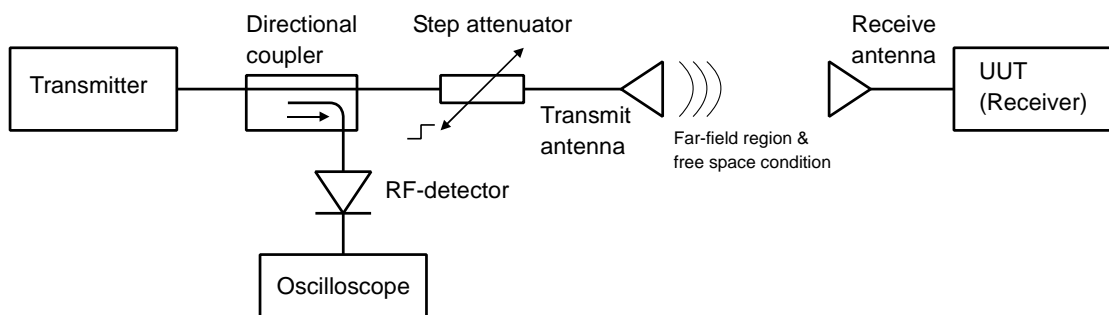 Directional
coupler
Step attenuator
Receive
antenna
Transmitter
UUT
(Receiver)
Transmit
antenna
Far-field region &
free space condition
RF-detector
Oscilloscope